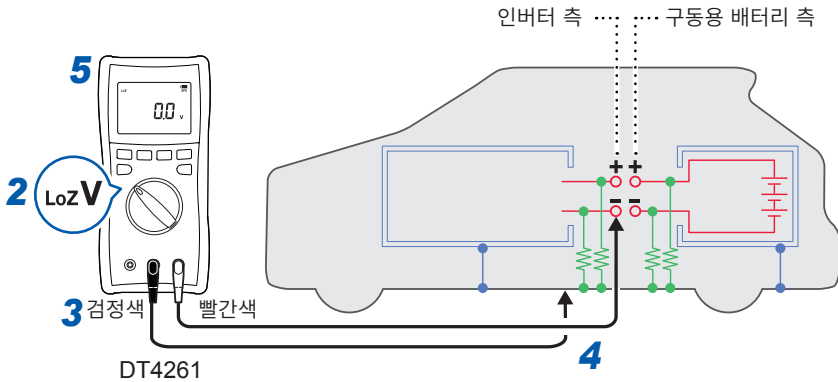 인버터 측
구동용 배터리 측
5
LoZ
0.0 v
2
LoZ V
+ +
- -
3
검정색
빨간색
4
DT4261